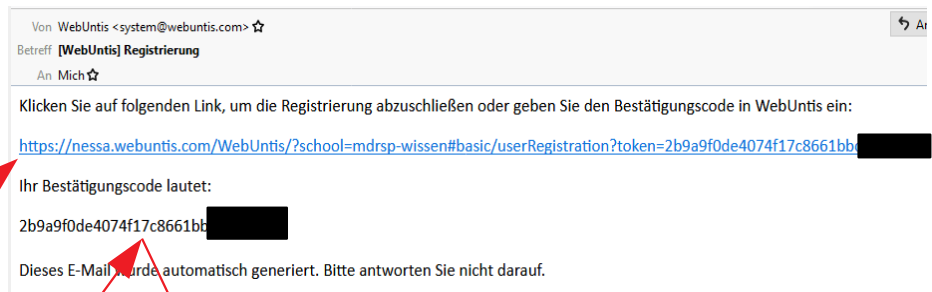 Von WebUntis <system@webuntis.com>
Betreff [WebUntis] Registrierung
An Mich
Klicken Sie auf folgenden Link, um die Registrierung abzuschließen oder geben Sie den Bestätigungscode in WebUntis ein:
https://nessa.webuntis.com/WebUntis/?school=mdrsp-wissen#basic/userRegistration?token=2b9a9f0de4074f17c8661bb
Ihr Bestätigungscode lautet:
2b9a9f0de4074f17c8661bb
Dieses E-Mail wurde automatisch generiert. Bitte antworten Sie nicht darauf.